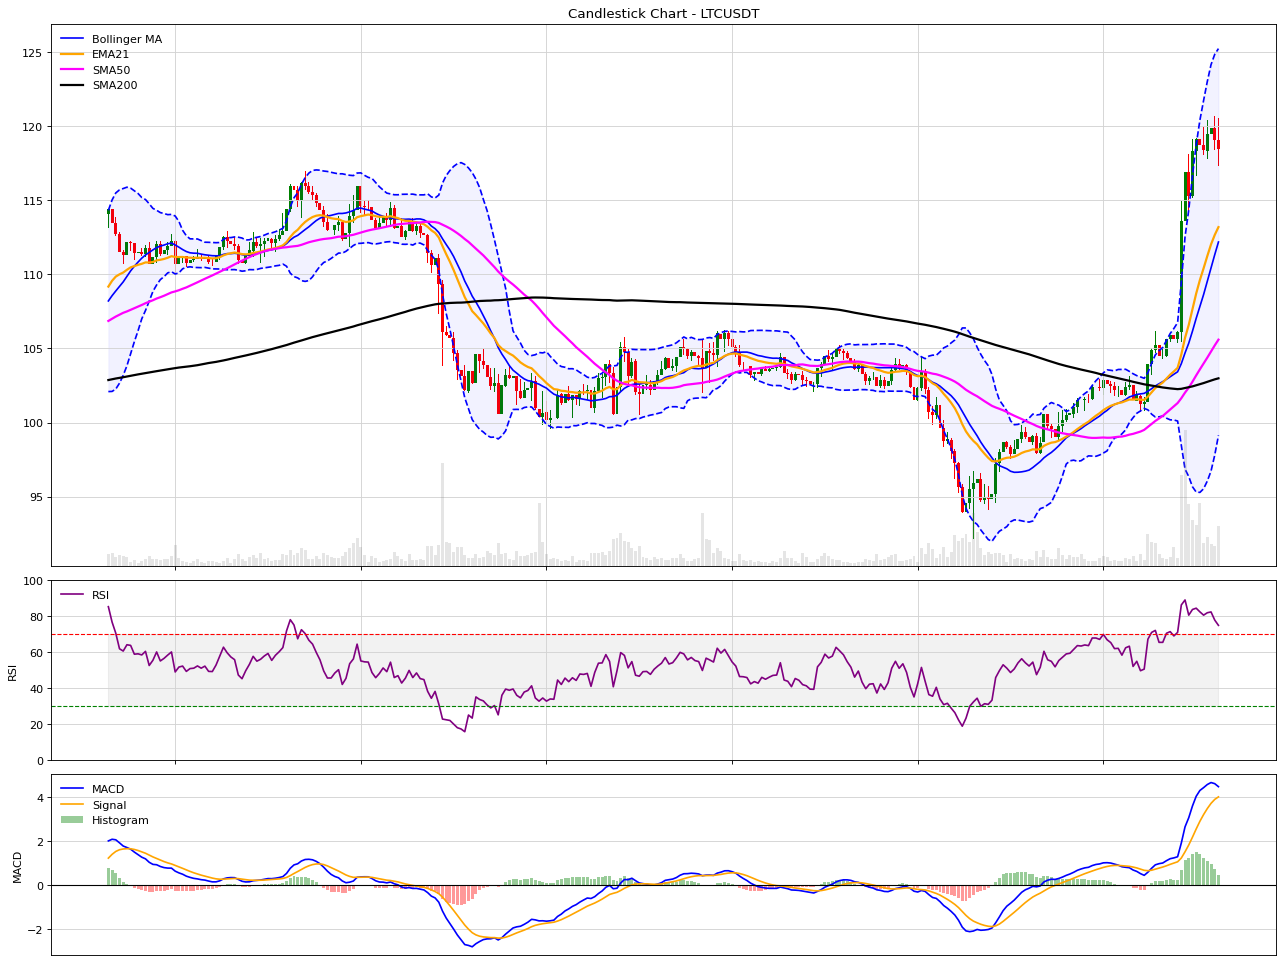 Candlestick Chart - LTCUSDT
Bollinger MA
EMA21
SMA50
SMA200
125
120
115
110
105
100
95
RSI
100
80
60
40
20
0
RSI
MACD
Signal
Histogram
4
2
0
−2
MACD